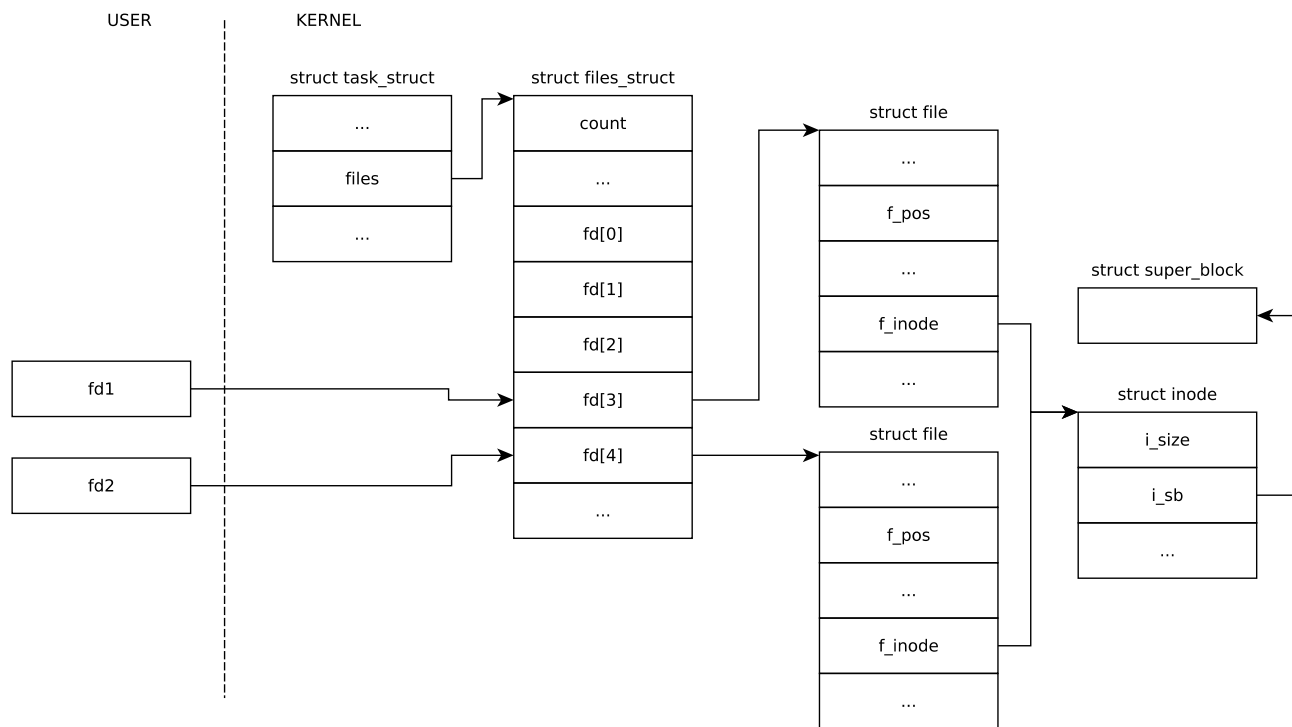 USER
KERNEL
struct task_struct
...
files
...
struct files_struct
count
...
fd[0]
fd[1]
fd[2]
fd[3]
fd[4]
...
fd1
fd2
struct file
...
f_pos
...
f_inode
...
struct file
...
f_pos
...
f_inode
...
struct super_block
struct inode
i_size
i_sb
...